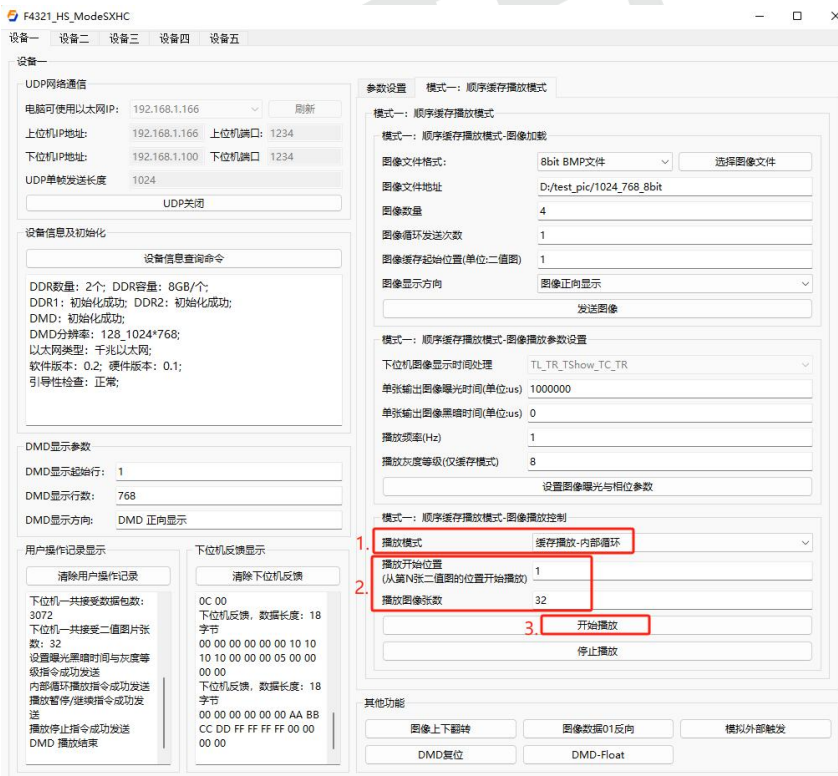 F4321_HS_ModeSXHC
设备一 设备二 设备三 设备四 设备五
设备一
UDP网络通信
电脑可使用以太网IP: 192.168.1.166 刷新
上位机IP地址: 192.168.1.166 上位机端口: 1234
下位机IP地址: 192.168.1.100 下位机端口 1234
UDP单帧发送长度 1024
UDP关闭
设备信息及初始化
设备信息查询命令
DDR数量: 2个; DDR容量: 8GB/个;
DDR1: 初始化成功; DDR2: 初始化成功;
DMD: 初始化成功;
DMD分辨率: 128_1024*768;
以太网类型: 千兆以太网;
软件版本: 0.2; 硬件版本: 0.1;
引导性检查: 正常;
DMD显示参数
DMD显示起始行: 1
DMD显示行数: 768
DMD显示方向: DMD 正向显示
用户操作记录显示
清除用户操作记录
下位机一共接受数据包数:
3072
下位机一共接受二值图片张
数: 32
设置曝光黑暗时间与灰度等
级指令成功发送
内部循环播放指令成功发送
播放暂停/继续指令成功发
送
播放停止指令成功发送
DMD 播放结束
下位机反馈显示
清除下位机反馈
0C 00
下位机反馈, 数据长度: 18
字节
00 00 00 00 00 00 10 10
10 10 00 00 00 05 00 00
00 00
下位机反馈, 数据长度: 18
字节
00 00 00 00 00 00 AA BB
CC DD FF FF FF FF 00 00
00 00
参数设置 模式一: 顺序缓存播放模式
模式一: 顺序缓存播放模式
模式一: 顺序缓存播放模式-图像加载
图像文件格式: 8bit BMP文件 选择图像文件
图像文件地址 D:/test_pic/1024_768_8bit
图像数量 4
图像循环发送次数 1
图像缓存起始位置(单位:二值图) 1
图像显示方向 图像正向显示
发送图像
模式一: 顺序缓存播放模式-图像播放参数设置
下位机图像显示时间处理 TL_TR_TShow_TC_TR
单张输出图像曝光时间(单位:us) 1000000
单张输出图像黑暗时间(单位:us) 0
播放频率(Hz) 1
播放灰度等级(仅缓存模式) 8
设置图像曝光与相位参数
模式一: 顺序缓存播放模式-图像播放控制
1. 播放模式 缓存播放-内部循环
2. 播放开始位置
(从第N张二值图的位置开始播放) 1
播放图像张数 32
3. 开始播放
停止播放
其他功能
图像上下翻转 图像数据01反向 模拟外部触发
DMD复位 DMD-Float